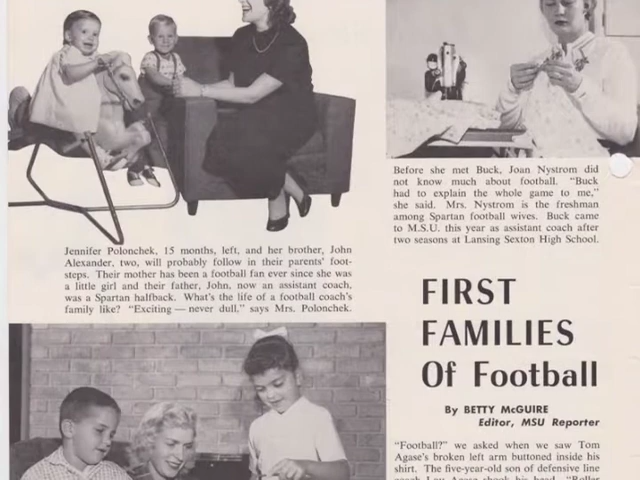 Jennifer Polonchek, 15 months, left, and her brother, John
Alexander, two, will probably follow in their parents' foot-
steps. Their mother has been a football fan ever since she was
a little girl and their father, John, now an assistant coach,
was a Spartan halfback. What's the life of a football coach's
family like? "Exciting — never dull," says Mrs. Polonchek.
Before she met Buck, Joan Nystrom did
not know much about football. "Buck
had to explain the whole game to me,"
she said. Mrs. Nystrom is the freshman
among Spartan football wives. Buck came
to M.S.U. this year as assistant coach after
two seasons at Lansing Sexton High School.
FIRST
FAMILIES
Of Football
By BETTY McGUIRE
Editor, MSU Reporter
"Football?" we asked when we saw Tom
Agase's broken left arm buttoned inside his
shirt. The five-year-old son of defensive line
coach Lou Agase shook his head. "Roller